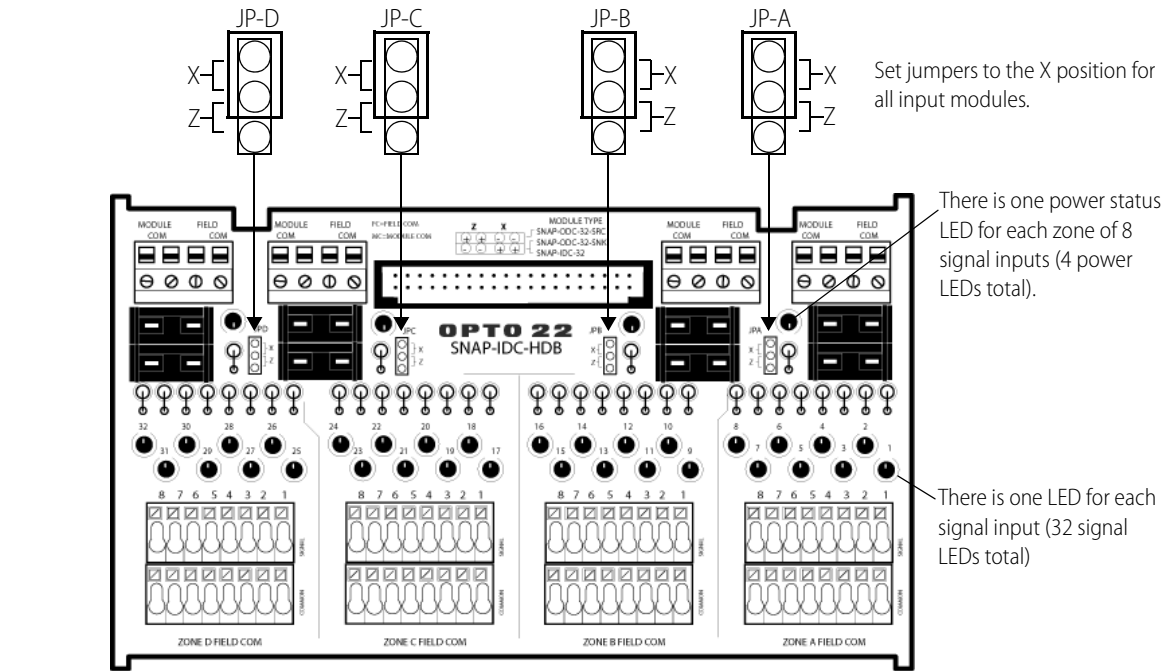 JP-D
JP-C
JP-B
JP-A
X
Z
X
Z
X
Z
X
Z
Set jumpers to the X position for
all input modules.
There is one power status
LED for each zone of 8
signal inputs (4 power
LEDs total).
MODULE COM
FIELD COM
MODULE COM
FIELD COM
FC=FIELD COM
MC=MODULE COM
Z X
MODULE TYPE
SNAP-ODC-32-SRC
SNAP-ODC-32-SNK
SNAP-IDC-32
MODULE COM
FIELD COM
MODULE COM
FIELD COM
JPD
X
Z
JPC
X
Z
OPTO 22
SNAP-IDC-HDB
JPB
X
Z
JPA
X
Z
32 30 28 26
31 29 27 25
24 22 20 18
23 21 19 17
16 14 12 10
15 13 11 9
8 6 4 2
7 5 3 1
8 7 6 5 4 3 2 1
8 7 6 5 4 3 2 1
8 7 6 5 4 3 2 1
8 7 6 5 4 3 2 1
SIGNAL
SIGNAL
SIGNAL
SIGNAL
COMMON
COMMON
COMMON
COMMON
There is one LED for each
signal input (32 signal
LEDs total)
ZONE D FIELD COM
ZONE C FIELD COM
ZONE B FIELD COM
ZONE A FIELD COM